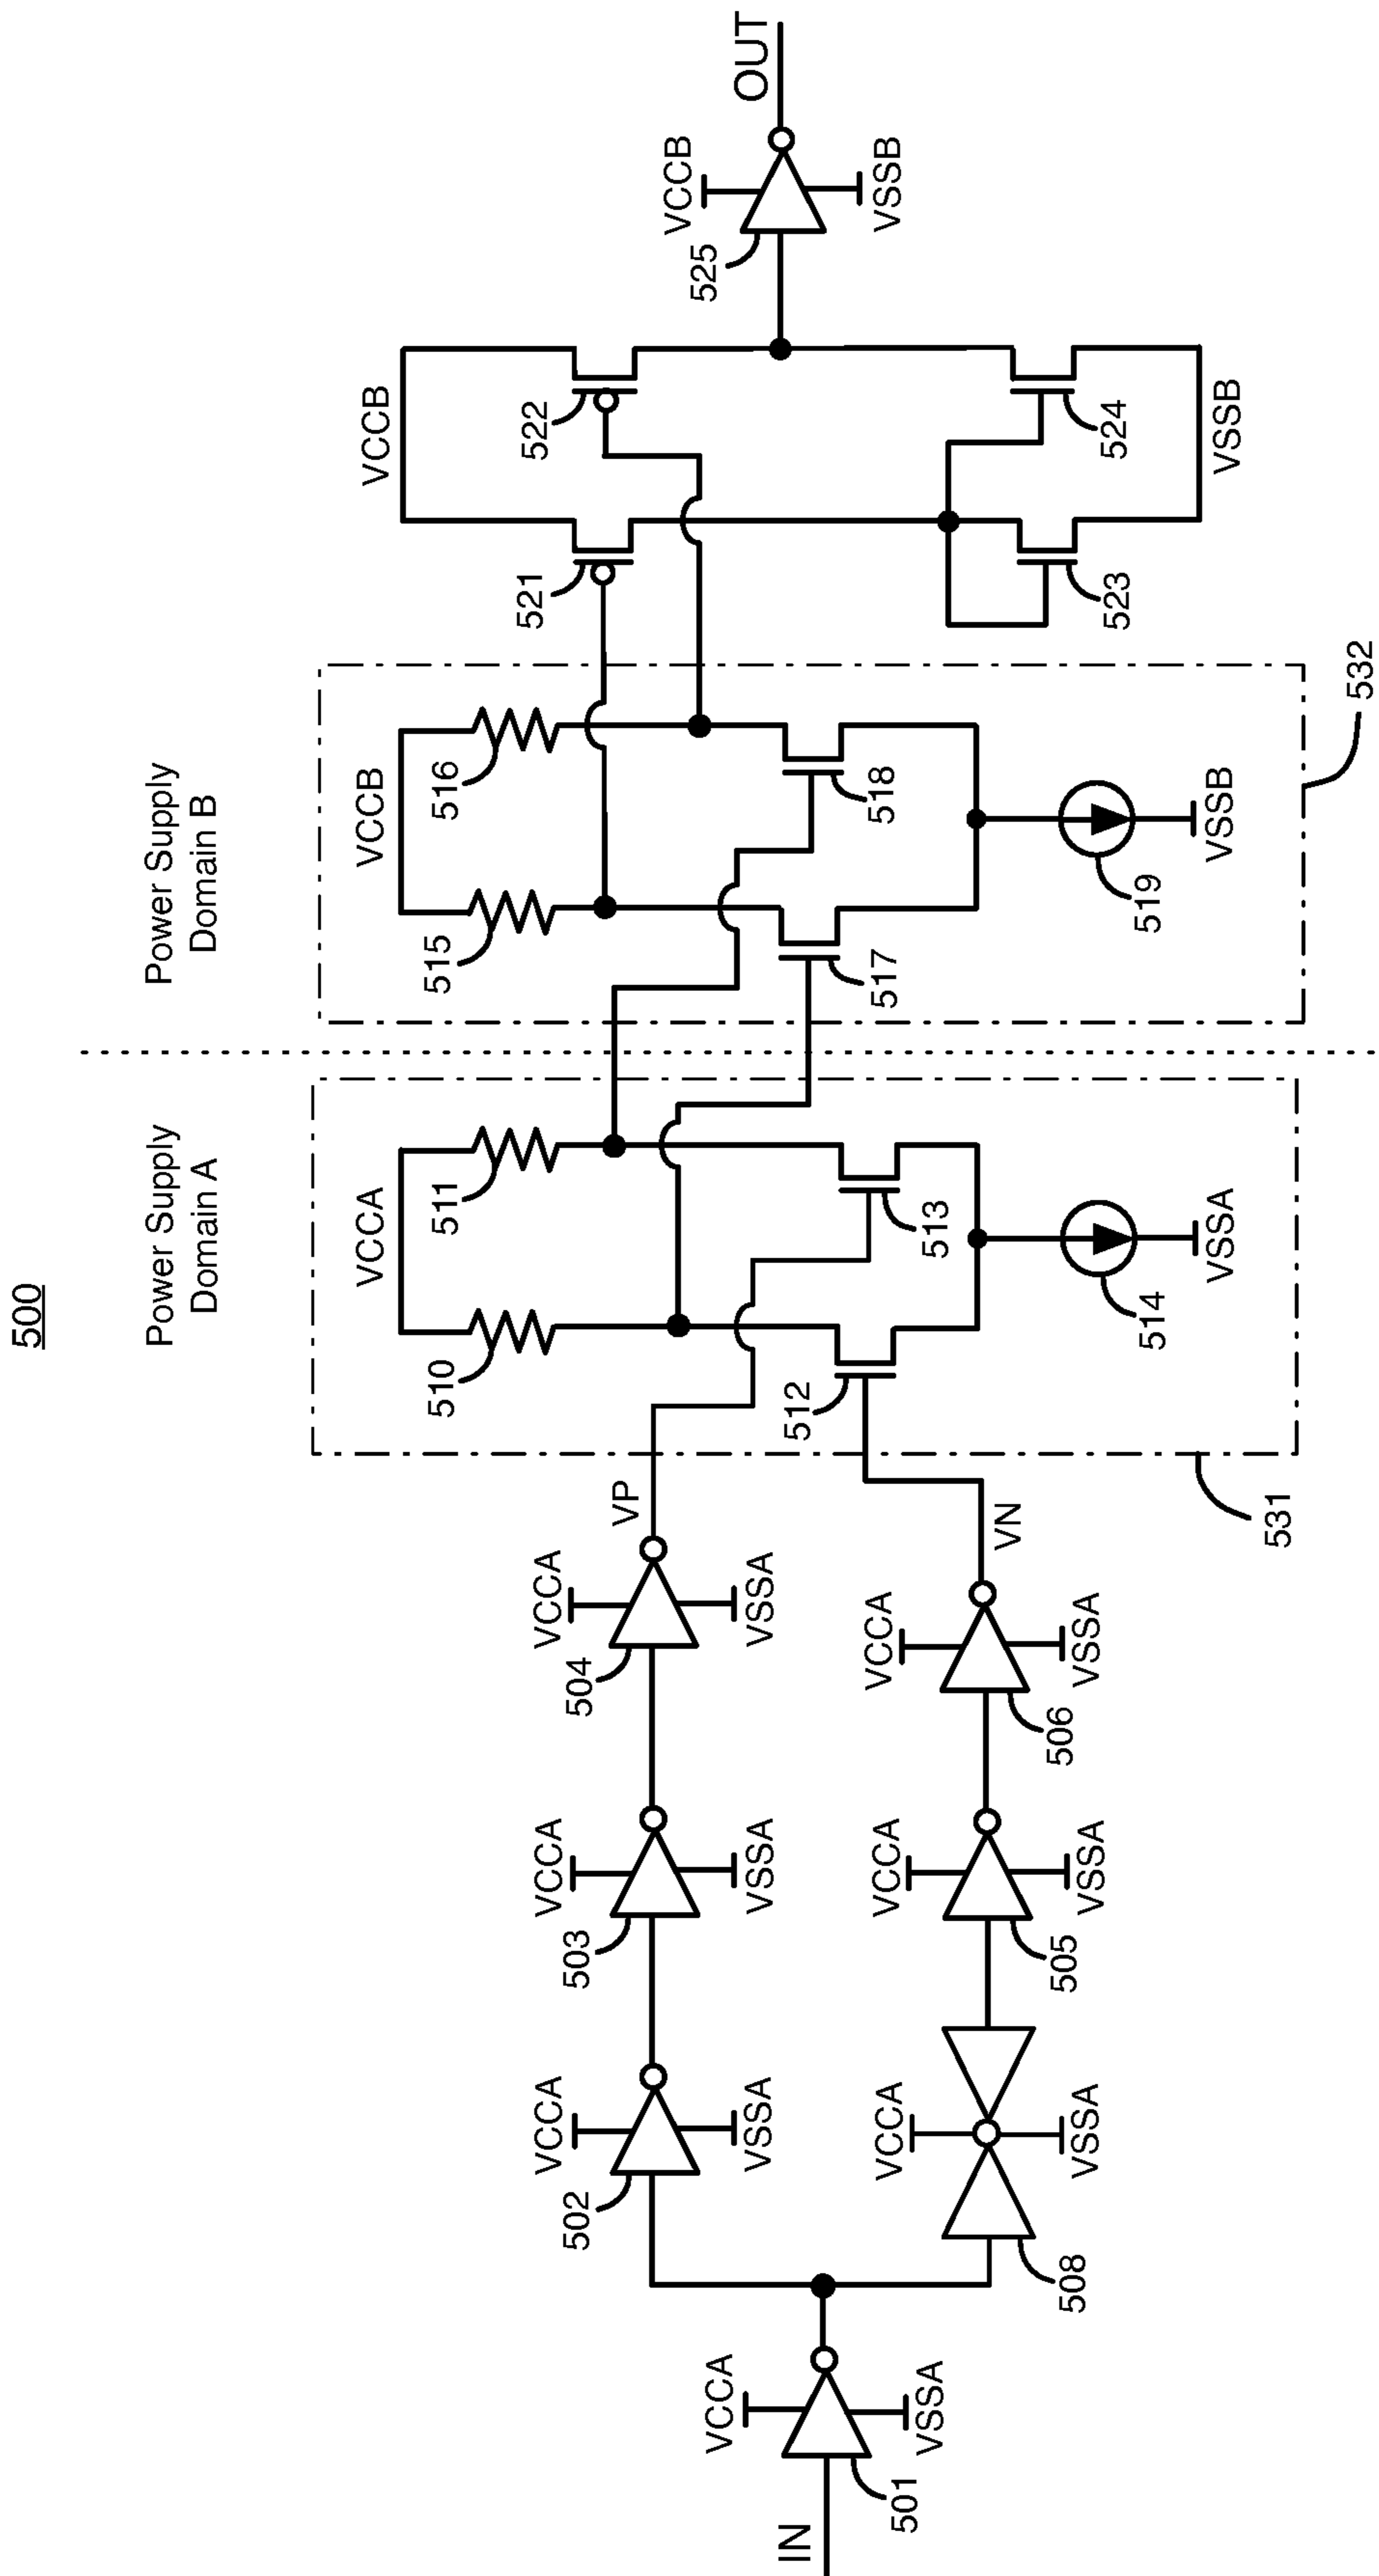 500
Power Supply
Domain A
Power Supply
Domain B
IN
501
VCCA
VSSA
502
VCCA
VSSA
503
VCCA
VSSA
504
VCCA
VSSA
VP
508
VCCA
VSSA
505
VCCA
VSSA
506
VCCA
VSSA
VN
531
VCCA
510
511
512
513
514
VSSA
532
VCCB
515
516
517
518
519
VSSB
VCCB
521
522
523
524
VSSB
525
VCCB
VSSB
OUT